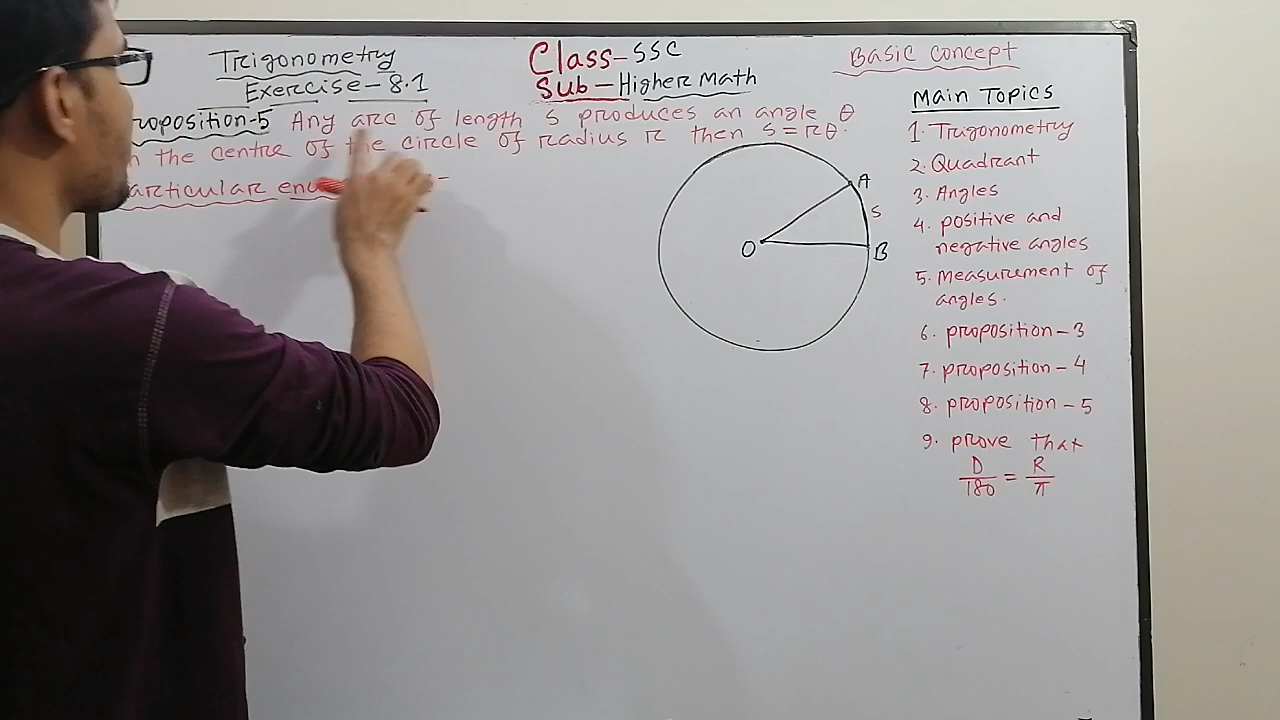 Trigonometry
Exercise - 8.1
Class - SSC
Sub - Higher Math
Basic Concept
roposition-5 Any arc of length s produces an angle θ
n the centre of the circle of radius r then s = rθ.
articular enu
O
A
s
B
Main Topics
1. Trigonometry
2. Quadrant
3. Angles
4. positive and
negative angles
5. Measurement of
angles.
6. proposition - 3
7. proposition - 4
8. proposition - 5
9. prove that
D/180 = R/π